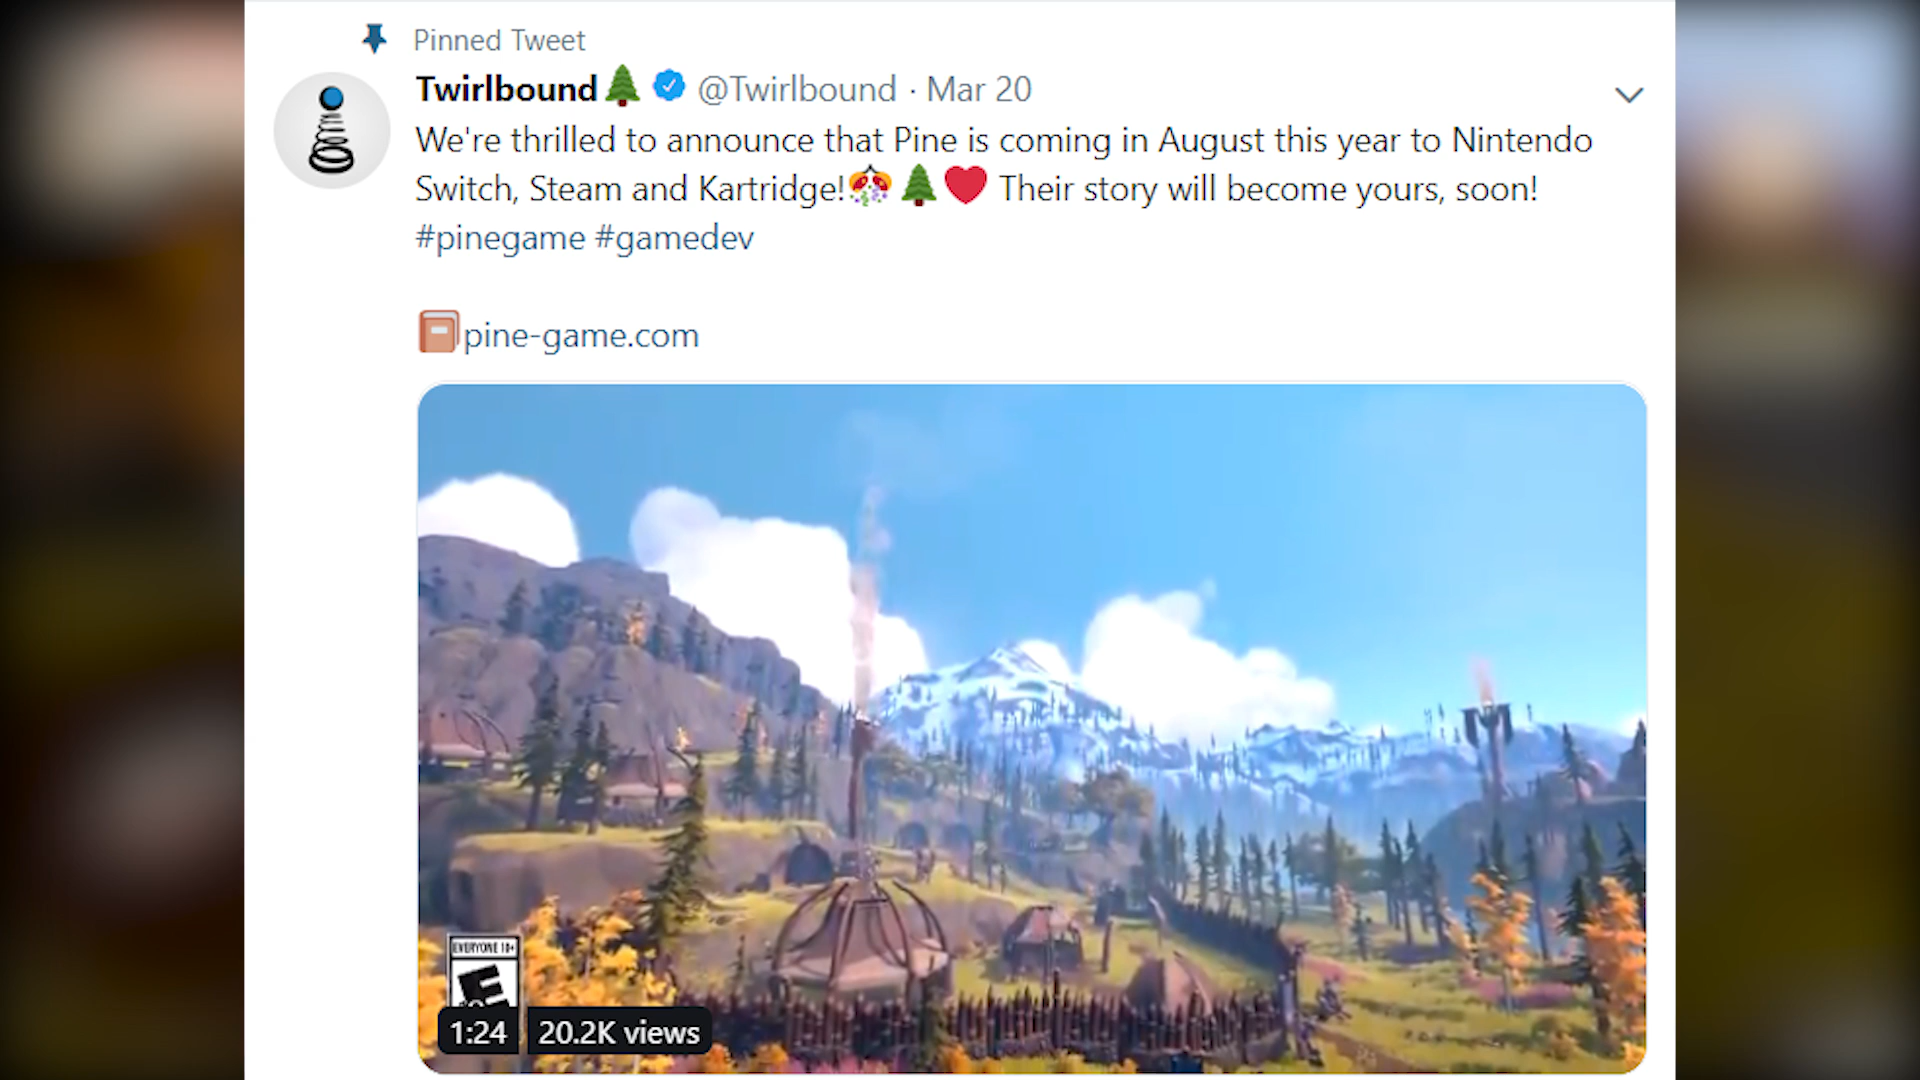 Pinned Tweet
Twirlbound🌲 @Twirlbound · Mar 20
We're thrilled to announce that Pine is coming in August this year to Nintendo
Switch, Steam and Kartridge!🎊🌲❤️ Their story will become yours, soon!
#pinegame #gamedev
📔pine-game.com
EVERYONE 10+
E
1:24 20.2K views